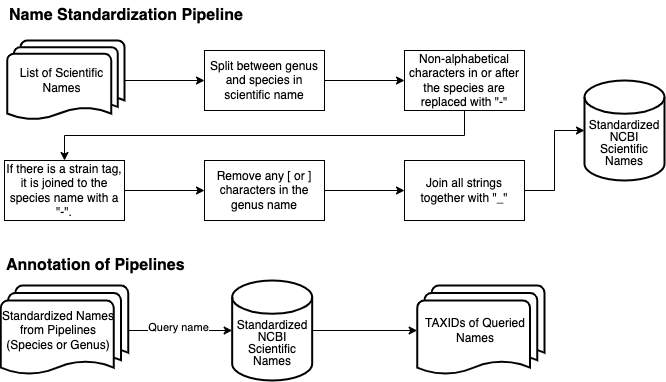 Name Standardization Pipeline
List of Scientific
Names
Split between genus
and species in
scientific name
Non-alphabetical
characters in or after
the species are
replaced with "-"
Standardized
NCBI
Scientific
Names
If there is a strain tag,
it is joined to the
species name with a
"-".
Remove any [ or ]
characters in the
genus name
Join all strings
together with "_"
Annotation of Pipelines
Standardized Names
from Pipelines
(Species or Genus)
Query name
Standardized
NCBI
Scientific
Names
TAXIDs of Queried
Names